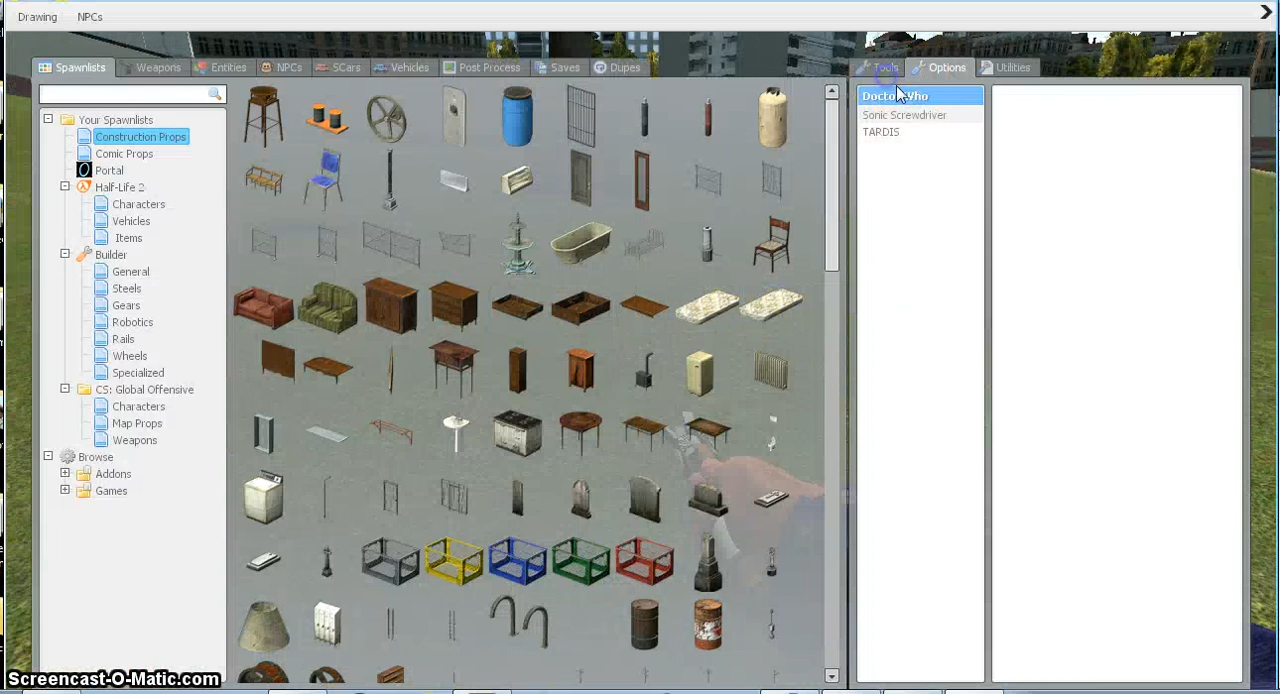 Drawing NPCs
Spawnlists Weapons Entities NPCs SCars Vehicles Post Process Saves Dupes Tools Options Utilities
Your Spawnlists
Construction Props
Comic Props
Portal
Half-Life 2
Characters
Vehicles
Items
Builder
General
Steels
Gears
Robotics
Rails
Wheels
Specialized
CS: Global Offensive
Characters
Map Props
Weapons
Browse
Addons
Games
Doctor Who
Sonic Screwdriver
TARDIS
Screencast-O-Matic.com